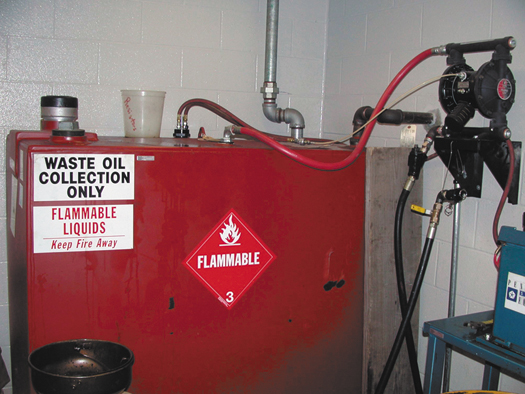 WASTE OIL
COLLECTION
ONLY
FLAMMABLE
LIQUIDS
Keep Fire Away
FLAMMABLE
3